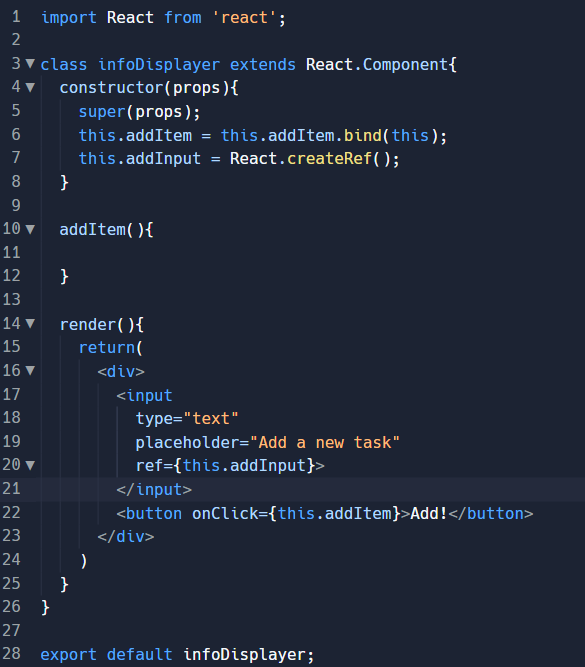 1 import React from 'react';
2
3 class infoDisplayer extends React.Component{
4   constructor(props){
5     super(props);
6     this.addItem = this.addItem.bind(this);
7     this.addInput = React.createRef();
8   }
9
10   addItem(){
11
12   }
13
14   render(){
15     return(
16       <div>
17         <input
18           type="text"
19           placeholder="Add a new task"
20           ref={this.addInput}>
21         </input>
22         <button onClick={this.addItem}>Add!</button>
23       </div>
24     )
25   }
26 }
27
28 export default infoDisplayer;